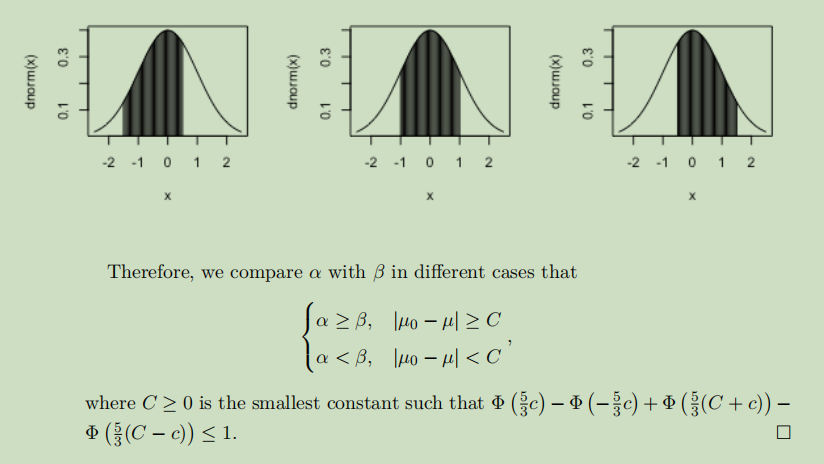 dnorm(x) 0.1 0.3 -2 -1 0 1 2 x
dnorm(x) 0.1 0.3 -2 -1 0 1 2 x
dnorm(x) 0.1 0.3 -2 -1 0 1 2 x
Therefore, we compare α with β in different cases that
α ≥ β, |μ₀ − μ| ≥ C
α < β, |μ₀ − μ| < C ,
where C ≥ 0 is the smallest constant such that Φ (5/3 c) − Φ (−5/3 c) + Φ (5/3 (C + c)) −
Φ (5/3 (C − c)) ≤ 1. □